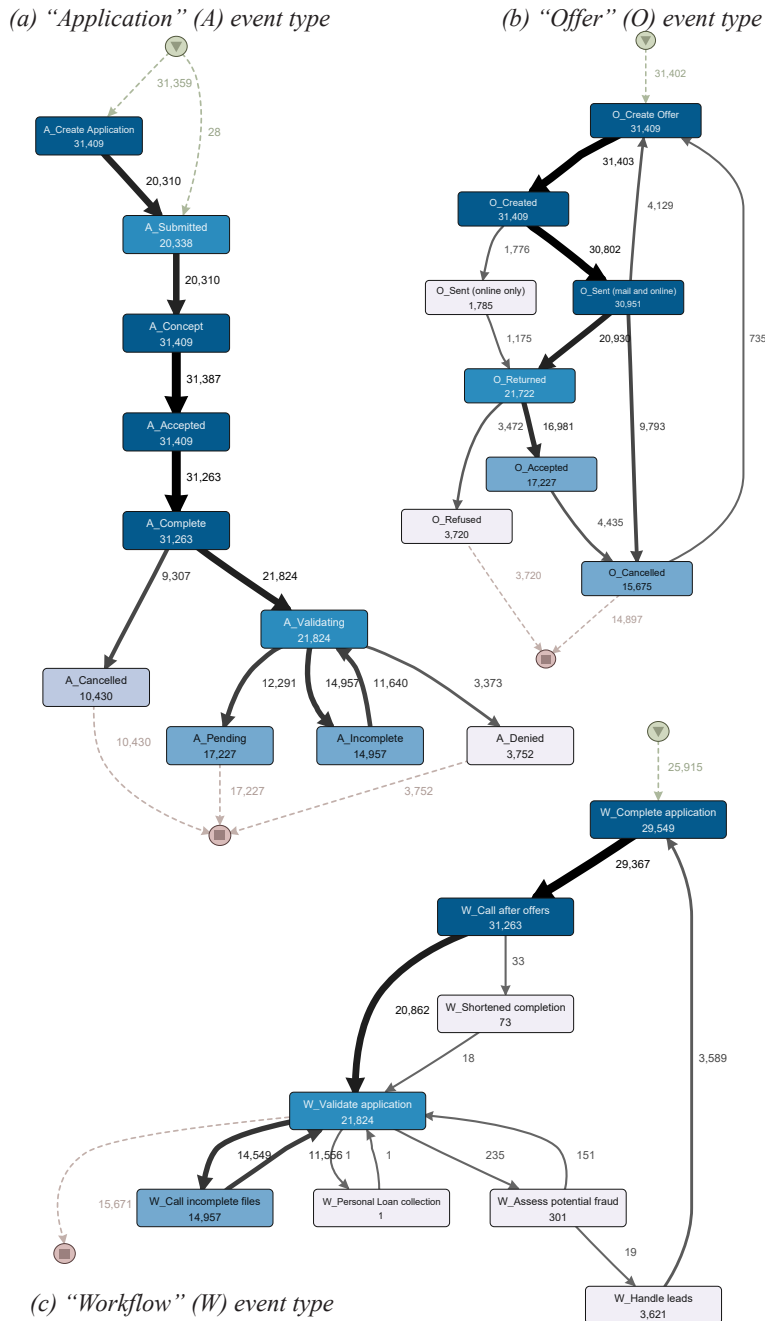 (a) “Application” (A) event type
31,359
28
A_Create Application
31,409
20,310
A_Submitted
20,338
20,310
A_Concept
31,409
31,387
A_Accepted
31,409
31,263
A_Complete
31,263
9,307
21,824
A_Validating
21,824
A_Cancelled
10,430
12,291
14,957
11,640
3,373
A_Pending
17,227
A_Incomplete
14,957
A_Denied
3,752
10,430
17,227
3,752
(b) “Offer” (O) event type
31,402
O_Create Offer
31,409
31,403
4,129
O_Created
31,409
1,776
30,802
O_Sent (online only)
1,785
O_Sent (mail and online)
30,951
1,175
20,930
735
O_Returned
21,722
3,472
16,981
9,793
O_Accepted
17,227
O_Refused
3,720
4,435
O_Cancelled
15,675
3,720
14,897
25,915
W_Complete application
29,549
29,367
W_Call after offers
31,263
33
20,862
W_Shortened completion
73
18
3,589
W_Validate application
21,824
14,549
11,556
1
1
235
151
15,671
W_Call incomplete files
14,957
W_Personal Loan collection
1
W_Assess potential fraud
301
19
W_Handle leads
3,621
(c) “Workflow” (W) event type